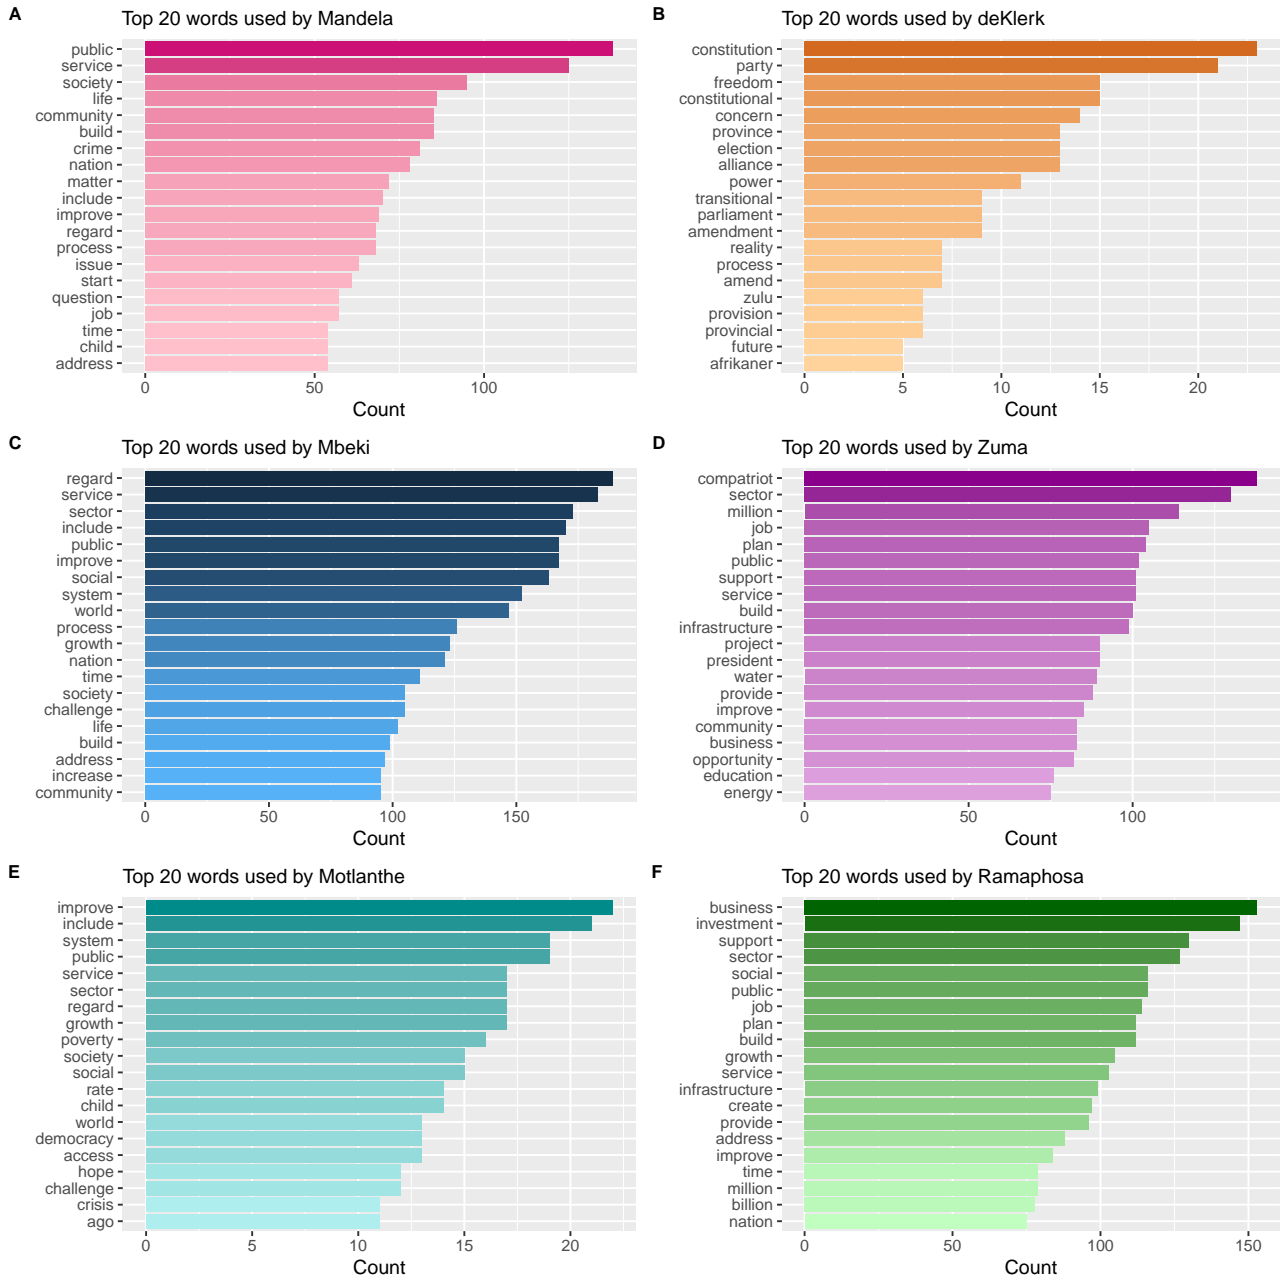 A
Top 20 words used by Mandela
public
service
society
life
community
build
crime
nation
matter
include
improve
regard
process
issue
start
question
job
time
child
address
0 50 100
Count
B
Top 20 words used by deKlerk
constitution
party
freedom
constitutional
concern
province
election
alliance
power
transitional
parliament
amendment
reality
process
amend
zulu
provision
provincial
future
afrikaner
0 5 10 15 20
Count
C
Top 20 words used by Mbeki
regard
service
sector
include
public
improve
social
system
world
process
growth
nation
time
society
challenge
life
build
address
increase
community
0 50 100 150
Count
D
Top 20 words used by Zuma
compatriot
sector
million
job
plan
public
support
service
build
infrastructure
project
president
water
provide
improve
community
business
opportunity
education
energy
0 50 100
Count
E
Top 20 words used by Motlanthe
improve
include
system
public
service
sector
regard
growth
poverty
society
social
rate
child
world
democracy
access
hope
challenge
crisis
ago
0 5 10 15 20
Count
F
Top 20 words used by Ramaphosa
business
investment
support
sector
social
public
job
plan
build
growth
service
infrastructure
create
provide
address
improve
time
million
billion
nation
0 50 100 150
Count